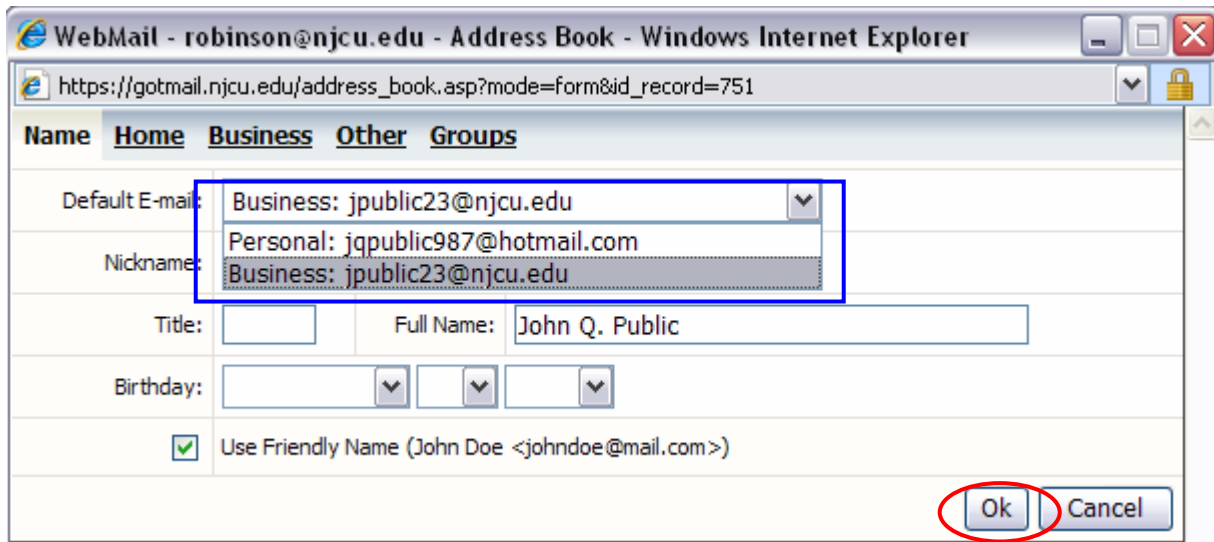 WebMail - robinson@njcu.edu - Address Book - Windows Internet Explorer
https://gotmail.njcu.edu/address_book.asp?mode=form&id_record=751
Name Home Business Other Groups
Default E-mail: Business: jpublic23@njcu.edu
Personal: jqpublic987@hotmail.com
Nickname: Business: jpublic23@njcu.edu
Title: Full Name: John Q. Public
Birthday:
Use Friendly Name (John Doe <johndoe@mail.com>)
Ok Cancel